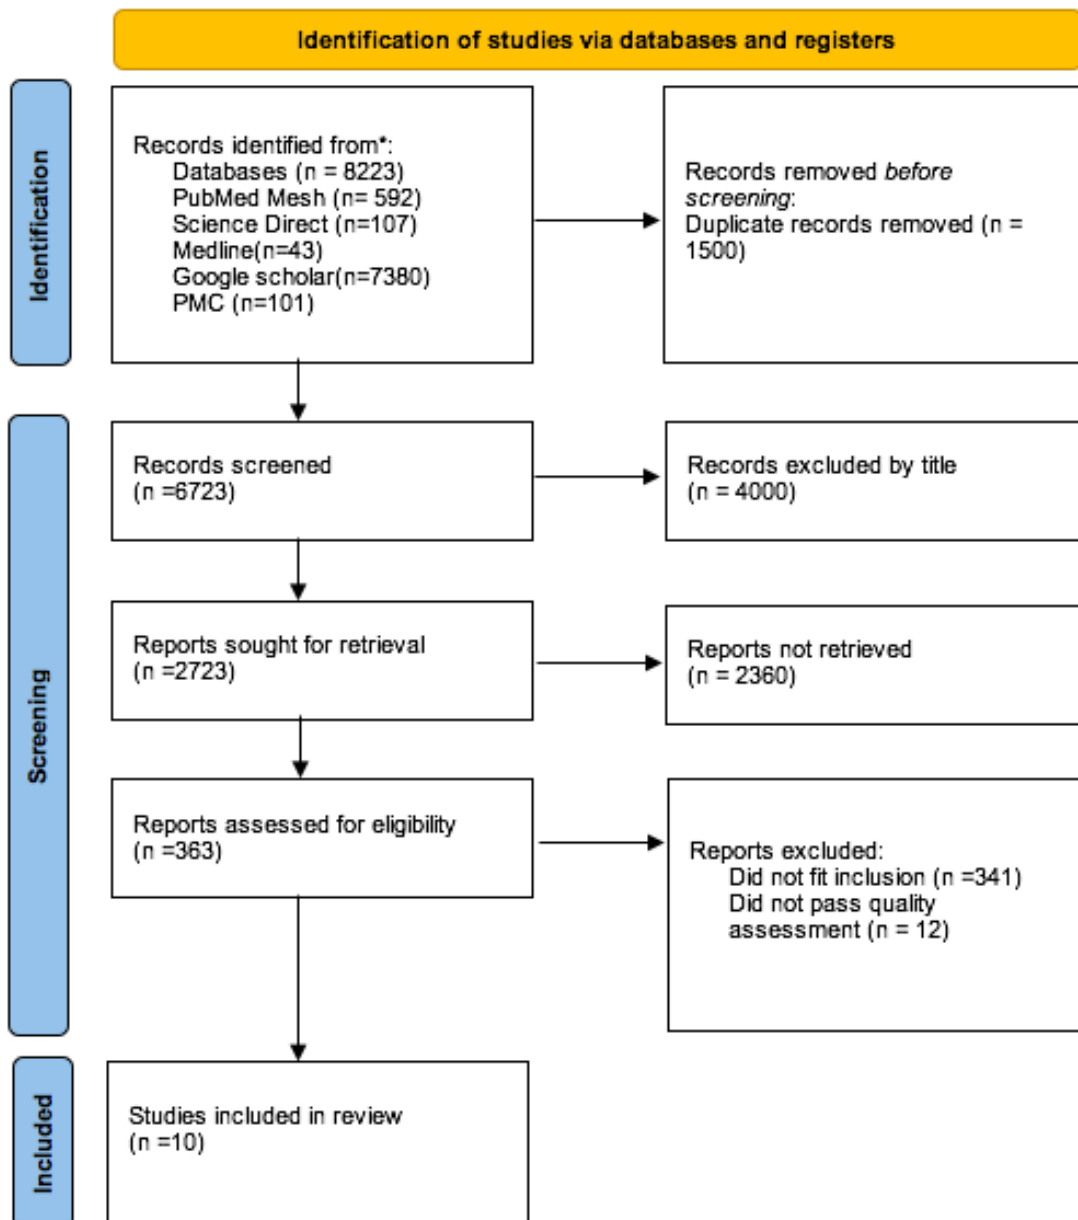 Identification of studies via databases and registers
Identification
Records identified from*:
Databases (n = 8223)
PubMed Mesh (n= 592)
Science Direct (n=107)
Medline(n=43)
Google scholar(n=7380)
PMC (n=101)
Records removed before
screening:
Duplicate records removed (n =
1500)
Screening
Records screened
(n =6723)
Records excluded by title
(n = 4000)
Reports sought for retrieval
(n =2723)
Reports not retrieved
(n = 2360)
Reports assessed for eligibility
(n =363)
Reports excluded:
Did not fit inclusion (n =341)
Did not pass quality
assessment (n = 12)
Included
Studies included in review
(n =10)